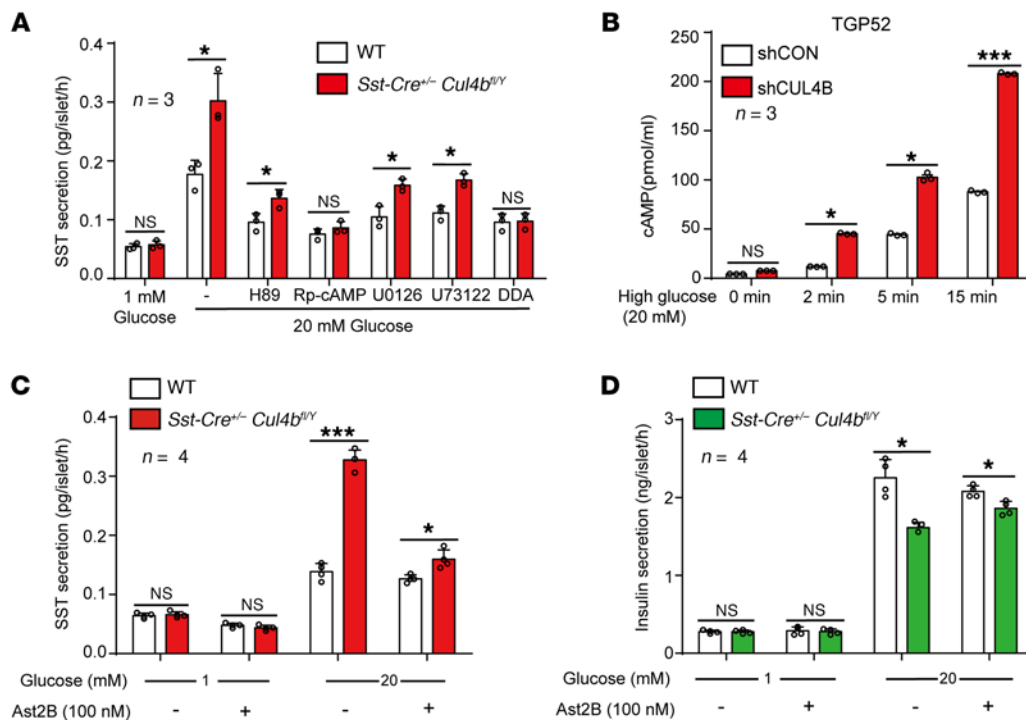 A
WT
Sst-Cre+/– Cul4bfl/Y
n = 3
SST secretion (pg/islet/h)
0.4
0.3
0.2
0.1
0.0
*
NS
*
NS
*
*
NS
1 mM
Glucose
-
H89
Rp-cAMP
U0126
U73122
DDA
20 mM Glucose
B
TGP52
shCON
shCUL4B
n = 3
cAMP(pmol/ml)
250
200
150
100
50
0
NS
*
*
***
High glucose
(20 mM)
0 min
2 min
5 min
15 min
C
WT
Sst-Cre+/– Cul4bfl/Y
n = 4
SST secretion (pg/islet/h)
0.4
0.3
0.2
0.1
0.0
NS
NS
***
*
Glucose (mM)
1
20
Ast2B (100 nM)
-
+
-
+
D
WT
Sst-Cre+/– Cul4bfl/Y
n = 4
Insulin secretion (ng/islet/h)
3
2
1
0
NS
NS
*
*
Glucose (mM)
1
20
Ast2B (100 nM)
-
+
-
+